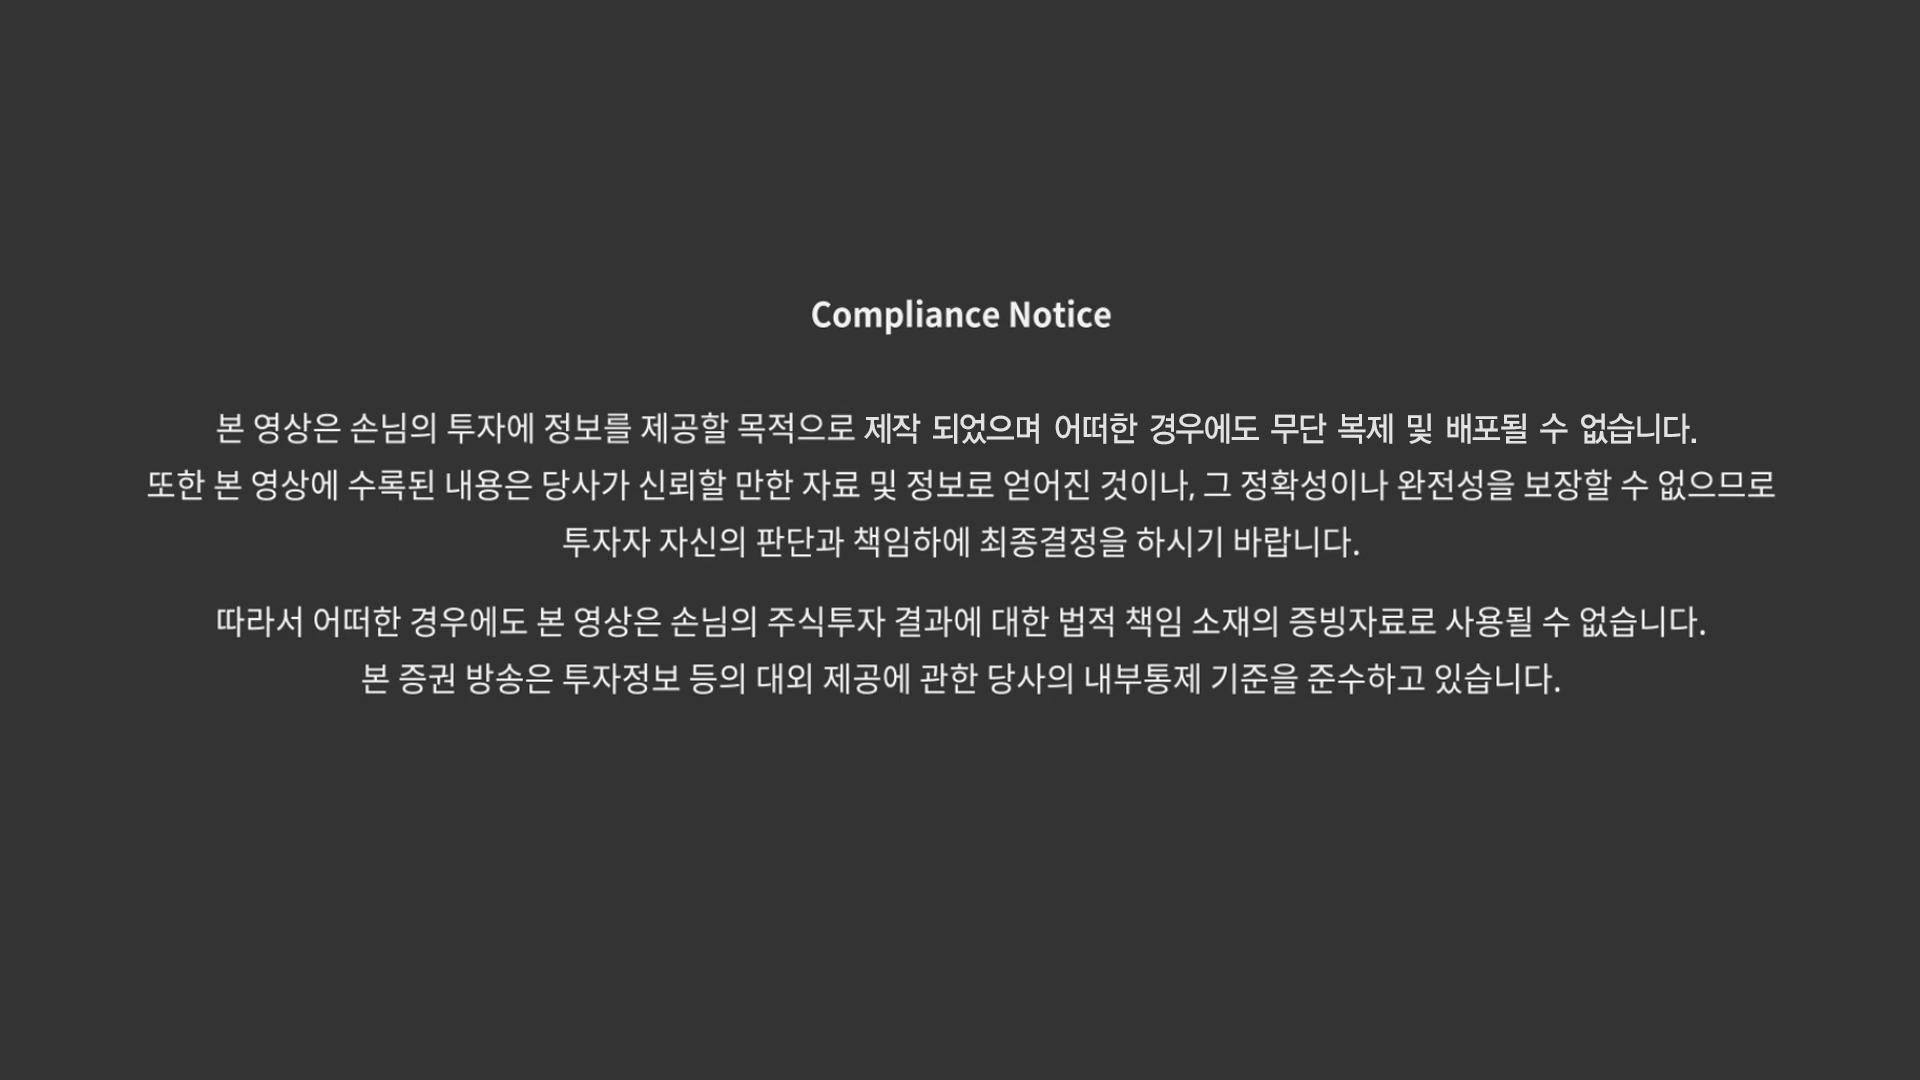 Compliance Notice
본 영상은 손님의 투자에 정보를 제공할 목적으로 제작 되었으며 어떠한 경우에도 무단 복제 및 배포될 수 없습니다.
또한 본 영상에 수록된 내용은 당사가 신뢰할 만한 자료 및 정보로 얻어진 것이나, 그 정확성이나 완전성을 보장할 수 없으므로
투자자 자신의 판단과 책임하에 최종결정을 하시기 바랍니다.
따라서 어떠한 경우에도 본 영상은 손님의 주식투자 결과에 대한 법적 책임 소재의 증빙자료로 사용될 수 없습니다.
본 증권 방송은 투자정보 등의 대외 제공에 관한 당사의 내부통제 기준을 준수하고 있습니다.